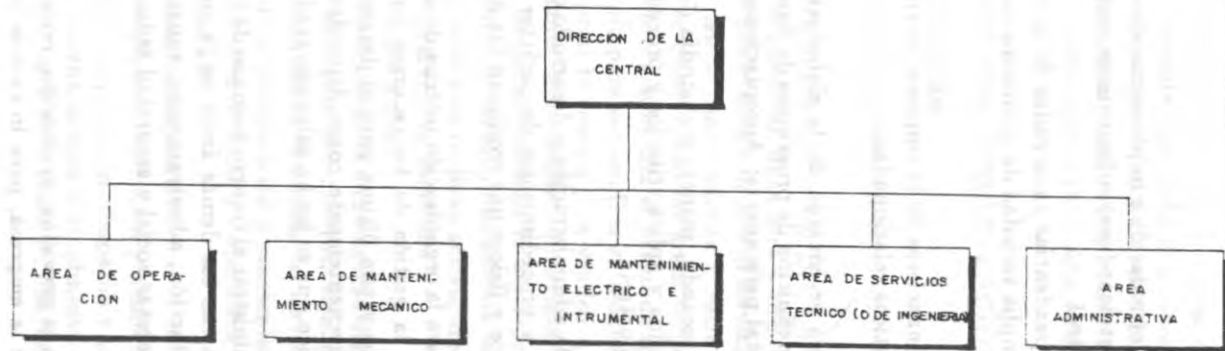 DIRECCION DE LA
CENTRAL
AREA DE OPERA-
CION
AREA DE MANTENI-
MIENTO MECANICO
AREA DE MANTENIMIEN-
TO ELECTRICO E
INTRUMENTAL
AREA DE SERVICIOS
TECNICO (O DE INGENIERIA)
AREA
ADMINISTRATIVA